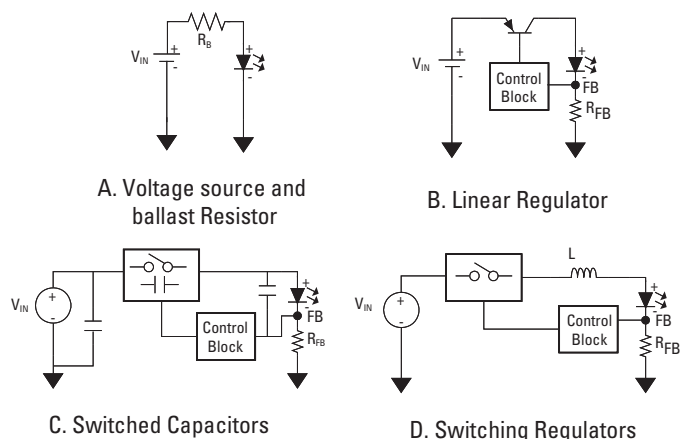 V_IN
+
-
R_B
+
-
A. Voltage source and
ballast Resistor
V_IN
+
-
Control
Block
+
-
FB
R_FB
B. Linear Regulator
V_IN
+
-
Control
Block
+
-
FB
R_FB
C. Switched Capacitors
V_IN
+
-
L
Control
Block
+
-
FB
R_FB
D. Switching Regulators